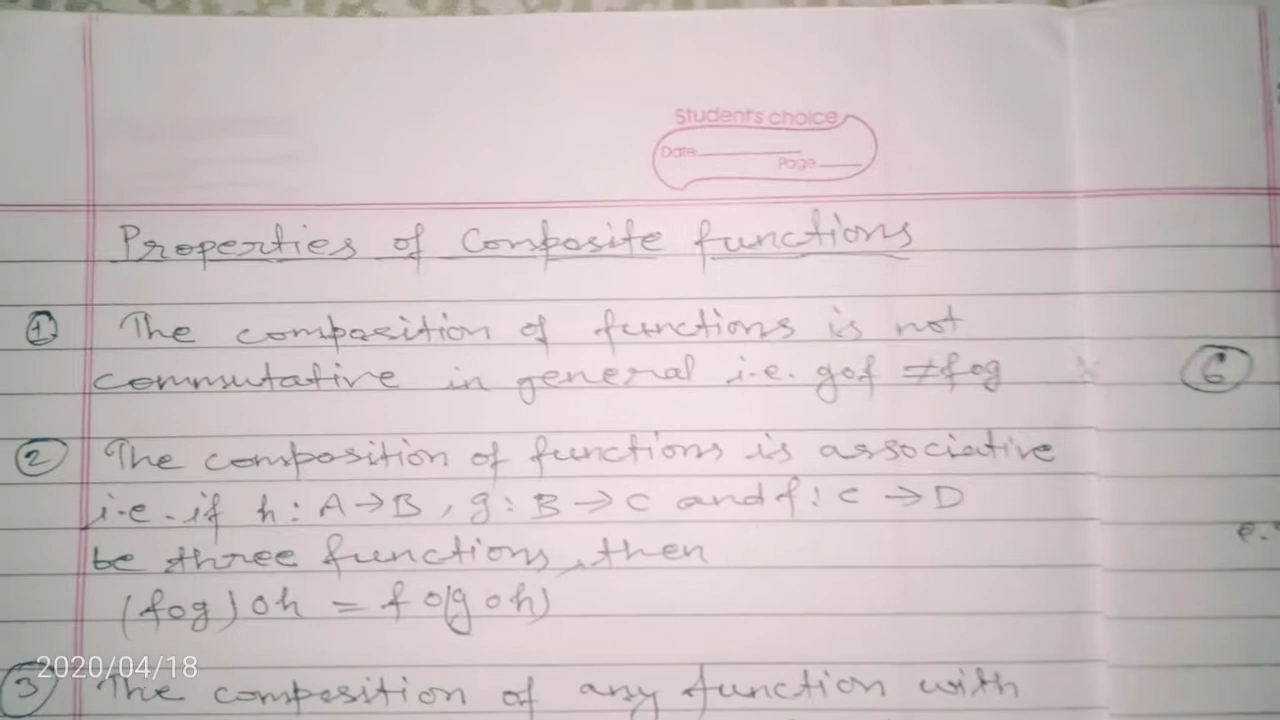 Student's choice
Date
Page
Properties of Composite functions
① The composition of functions is not
commutative in general i.e. gof ≠ fog
⑥
② The composition of functions is associative
i.e. if h : A → B , g : B → C and f : C → D
be three functions, then
(fog) oh = f o(g oh)
2020/04/18
③ The composition of any function with